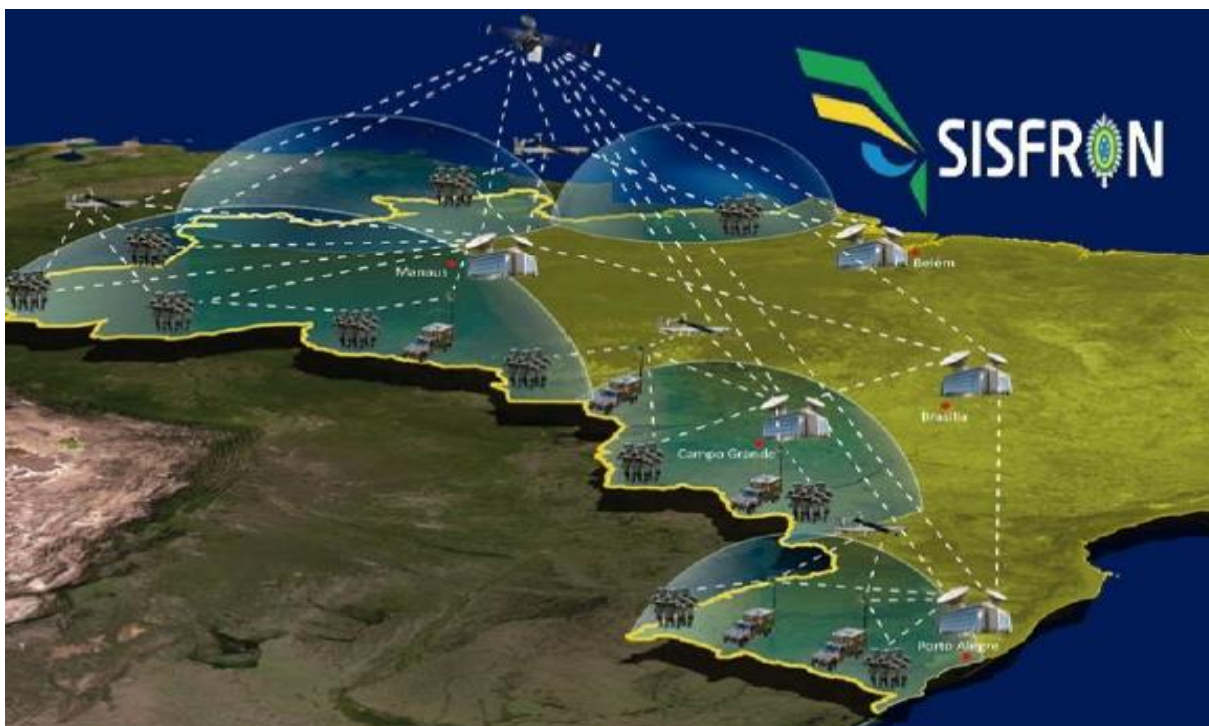 SISFRON
Manaus
Belém
Brasília
Campo Grande
Porto Alegre